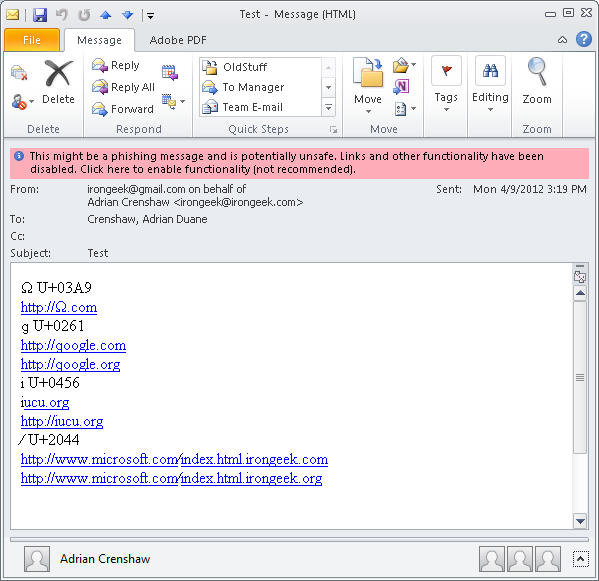 Test - Message (HTML)
File Message Adobe PDF
Delete
Reply
Reply All
Forward
OldStuff
To Manager
Team E-mail
Move
Tags
Editing
Zoom
Delete Respond Quick Steps Move Zoom
This might be a phishing message and is potentially unsafe. Links and other functionality have been
disabled. Click here to enable functionality (not recommended).
From: irongeek@gmail.com on behalf of Sent: Mon 4/9/2012 3:19 PM
Adrian Crenshaw <irongeek@irongeek.com>
To: Crenshaw, Adrian Duane
Cc:
Subject: Test
Ω U+03A9
http://Ω.com
ɡ U+0261
http://ɡoogle.com
http://ɡoogle.org
і U+0456
іucu.org
http://іucu.org
⁄ U+2044
http://www.microsoft.com⁄index.html.irongeek.com
http://www.microsoft.com⁄index.html.irongeek.org
Adrian Crenshaw